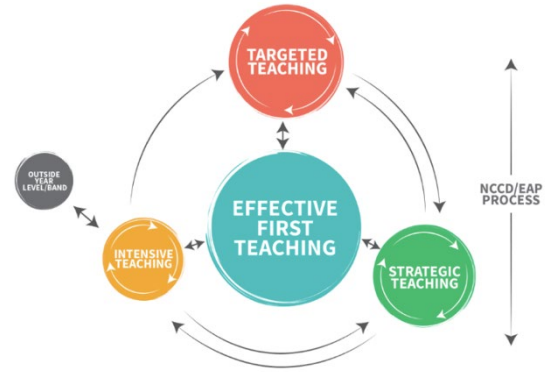 TARGETED
TEACHING
OUTSIDE
YEAR
LEVEL/BAND
NCCD/EAP
PROCESS
EFFECTIVE
FIRST
TEACHING
INTENSIVE
TEACHING
STRATEGIC
TEACHING